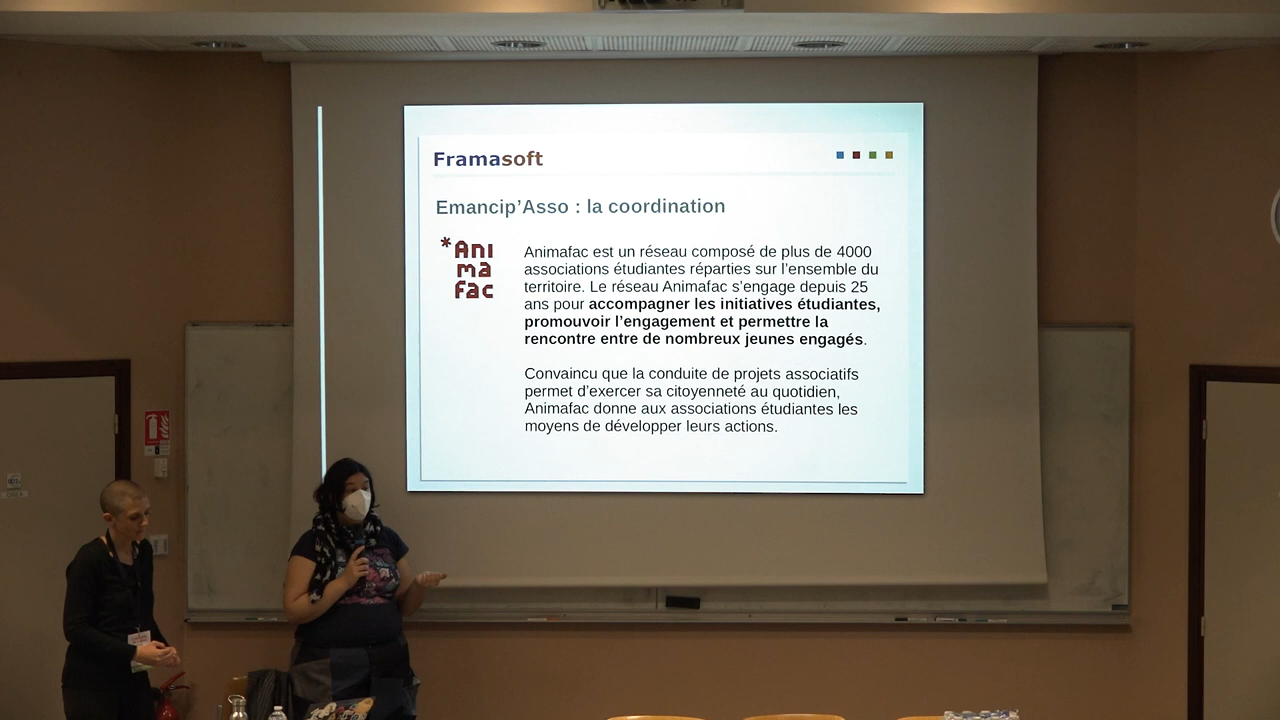 Framasoft
Emancip’Asso : la coordination
*Ani
ma
fac
Animafac est un réseau composé de plus de 4000
associations étudiantes réparties sur l’ensemble du
territoire. Le réseau Animafac s’engage depuis 25
ans pour accompagner les initiatives étudiantes,
promouvoir l’engagement et permettre la
rencontre entre de nombreux jeunes engagés.
Convaincu que la conduite de projets associatifs
permet d’exercer sa citoyenneté au quotidien,
Animafac donne aux associations étudiantes les
moyens de développer leurs actions.